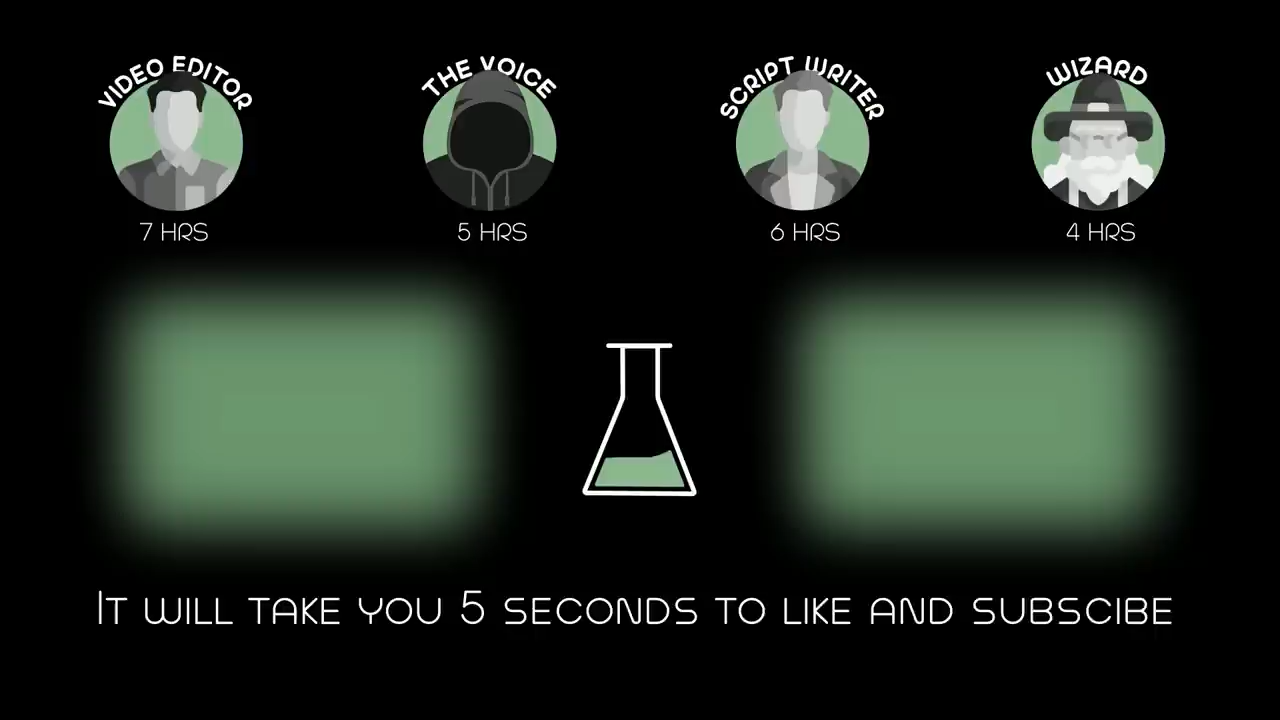 VIDEO EDITOR
THE VOICE
SCRIPT WRITER
WIZARD
7 HRS
5 HRS
6 HRS
4 HRS
IT WILL TAKE YOU 5 SECONDS TO LIKE AND SUBSCIBE